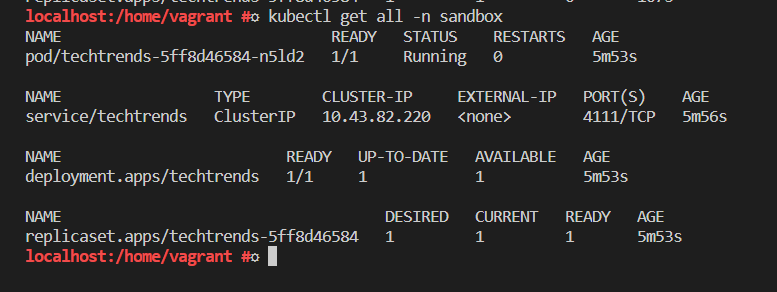 localhost:/home/vagrant #¤ kubectl get all -n sandbox
NAME READY STATUS RESTARTS AGE
pod/techtrends-5ff8d46584-n5ld2 1/1 Running 0 5m53s
NAME TYPE CLUSTER-IP EXTERNAL-IP PORT(S) AGE
service/techtrends ClusterIP 10.43.82.220 <none> 4111/TCP 5m56s
NAME READY UP-TO-DATE AVAILABLE AGE
deployment.apps/techtrends 1/1 1 1 5m53s
NAME DESIRED CURRENT READY AGE
replicaset.apps/techtrends-5ff8d46584 1 1 1 5m53s
localhost:/home/vagrant #¤